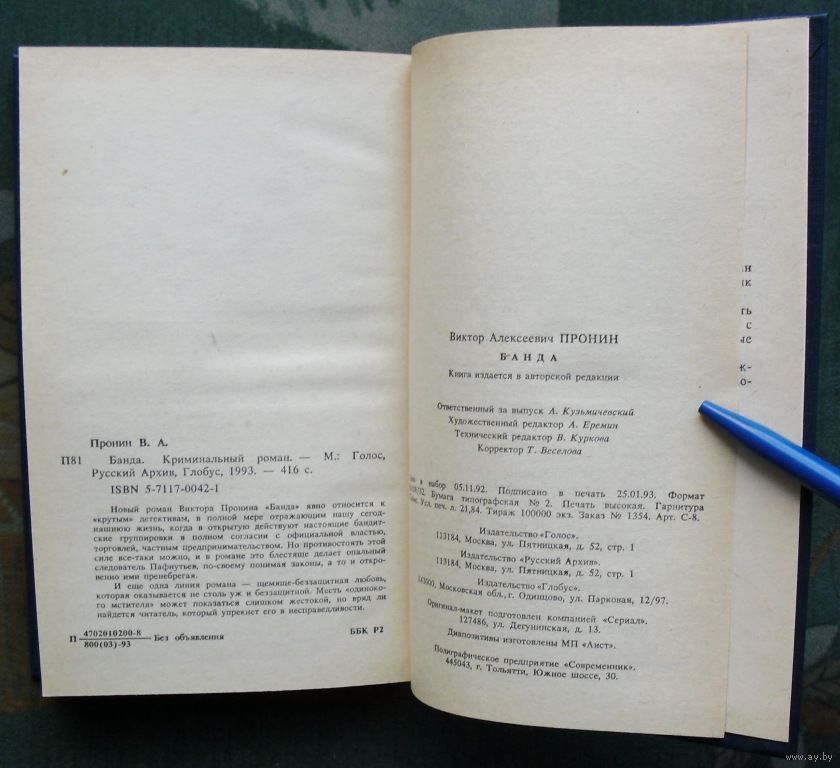 Пронин В. А.
П81 Банда. Криминальный роман. — М.: Голос,
Русский Архив, Глобус, 1993. — 416 с.
ISBN 5-7117-0042-1
Новый роман Виктора Пронина «Банда» явно относится к
«крутым» детективам, в полной мере отражающим нашу сегод-
няшнюю жизнь, когда в открытую действуют настоящие бандит-
ские группировки в полном согласии с официальной властью,
торговлей, частным предпринимательством. Но противостоять этой
силе все-таки можно, и в романе это блестяще делает опальный
следователь Пафнутьев, по-своему понимая законы, а то и откро-
венно ими пренебрегая.
И еще одна линия романа — щемяще-беззащитная любовь,
которая оказывается не столь уж и беззащитной. Месть «одиноко-
го мстителя» может показаться слишком жестокой, но вряд ли
найдется читатель, который упрекнет его в несправедливости.
П 4702010200-8 Без объявления ББК Р2
800(03)-93
Виктор Алексеевич ПРОНИН
БАНДА
Книга издается в авторской редакции
Ответственный за выпуск А. Кузьмичевский
Художественный редактор А. Еремин
Технический редактор В. Куркова
Корректор Т. Веселова
в набор 05.11.92. Подписано в печать 25.01.93. Формат
Бумага типографская № 2. Печать высокая. Гарнитура
Усл. печ. л. 21,84. Тираж 100000 экз. Заказ № 1354. Арт. С-8.
Издательство «Голос».
113184, Москва, ул. Пятницкая, д. 52, стр. 1
Издательство «Русский Архив».
113184, Москва, ул. Пятницкая, д. 52, стр. 1
Издательство «Глобус».
143000, Московская обл., г. Одинцово, ул. Парковая, 12/97.
Оригинал-макет подготовлен компанией «Сериал».
127486, ул. Дегунинская, д. 13.
Диапозитивы изготовлены МП «Аист».
Полиграфическое предприятие «Современник».
445043, г. Тольятти, Южное шоссе, 30.
www.ay.by